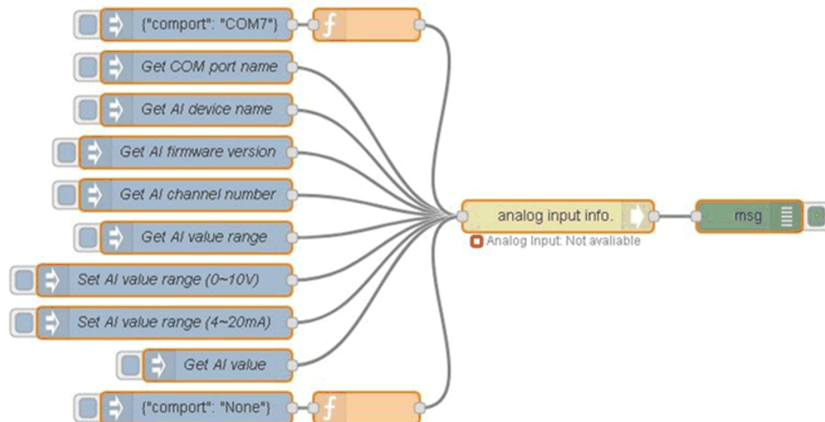 {"comport": "COM7"}
Get COM port name
Get AI device name
Get AI firmware version
Get AI channel number
Get AI value range
Set AI value range (0~10V)
Set AI value range (4~20mA)
Get AI value
{"comport": "None"}
analog input info.
Analog Input: Not avaliable
msg